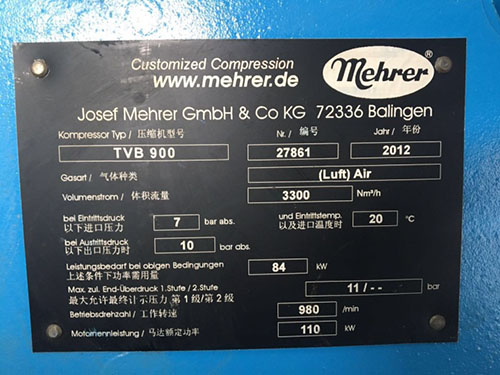 Customized Compression
www.mehrer.de
Mehrer®
Josef Mehrer GmbH & Co KG 72336 Balingen
Kompressor Typ / 压缩机型号 Nr. / 编号 Jahr / 年份
TVB 900 27861 2012
Gasart / 气体种类 (Luft) Air
Volumenstrom / 体积流量 3300 Nm³/h
bei Eintrittsdruck 7 bar abs. und Eintrittstemp. 20 °C
以下进口压力 以及进口温度时
bei Austrittsdruck 10 bar abs.
以下出口压力时
Leistungsbedarf bei obigen Bedingungen 84 kW
上述条件下功率需用量
Max. zul. End-Überdruck 1.Stufe / 2.Stufe 11 / -- bar
最大允许最终计示压力 第1级/第2级
Betriebsdrehzahl / 工作转速 980 /min
Motornennleistung / 马达额定功率 110 kW